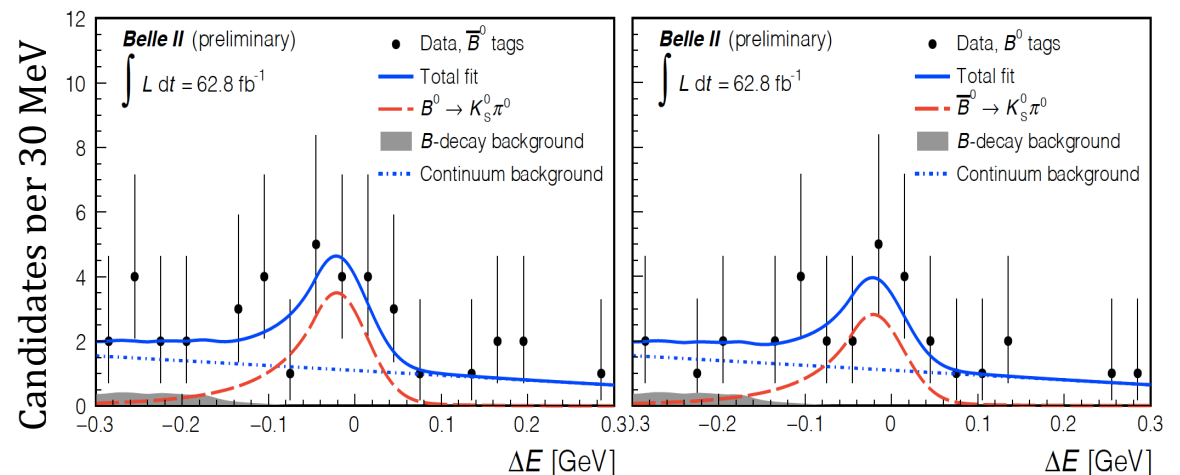 Candidates per 30 MeV
12
10
8
6
4
2
0
Belle II (preliminary)
∫ L dt = 62.8 fb⁻¹
Data, B̅⁰ tags
Total fit
B⁰ → K⁰_S π⁰
B-decay background
Continuum background
−0.3 −0.2 −0.1 0 0.1 0.2 0.3
ΔE [GeV]
Belle II (preliminary)
∫ L dt = 62.8 fb⁻¹
Data, B⁰ tags
Total fit
B̅⁰ → K⁰_S π⁰
B-decay background
Continuum background
−0.3 −0.2 −0.1 0 0.1 0.2 0.3
ΔE [GeV]